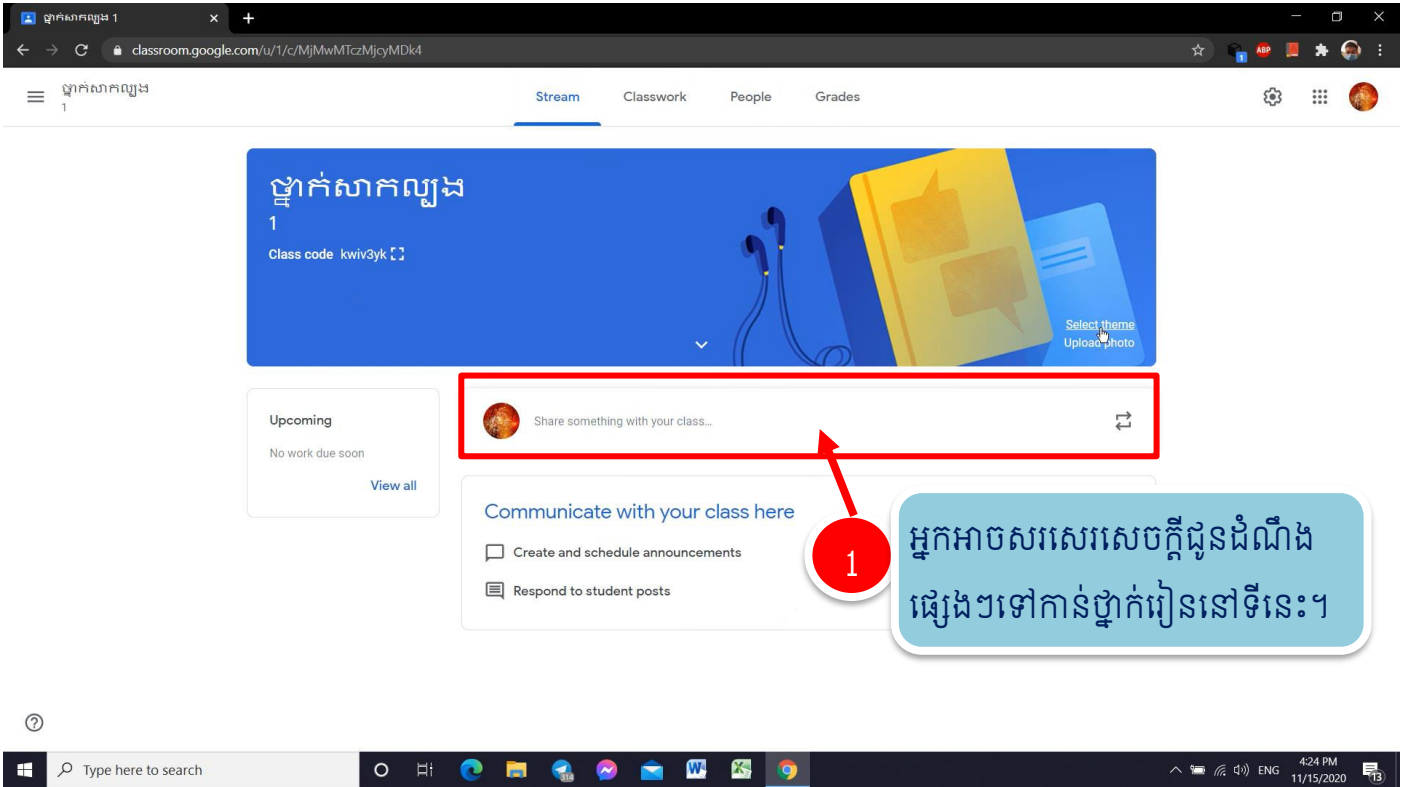 ថ្នាក់សាកល្បង 1
classroom.google.com/u/1/c/MjMwMTczMjcyMDk4
ABP
1
ថ្នាក់សាកល្បង
1
Stream Classwork People Grades
ថ្នាក់សាកល្បង
1
Class code kwiv3yk
Select theme
Upload photo
Upcoming
No work due soon
View all
Share something with your class...
Communicate with your class here
Create and schedule announcements
Respond to student posts
1
អ្នកអាចសរសេរសេចក្តីជូនដំណឹង
ផ្សេងៗទៅកាន់ថ្នាក់រៀននៅទីនេះ។
Type here to search
314
ENG
4:24 PM
11/15/2020
13